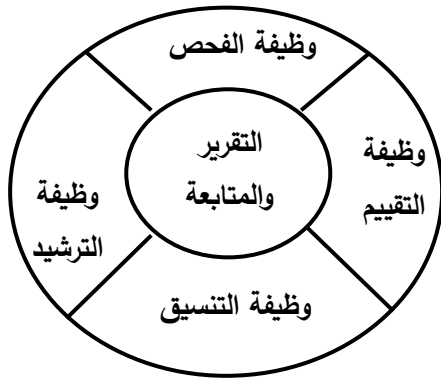 وظيفة الفحص
وظيفة
التقييم
التقرير
والمتابعة
وظيفة
الترشيد
وظيفة التنسيق